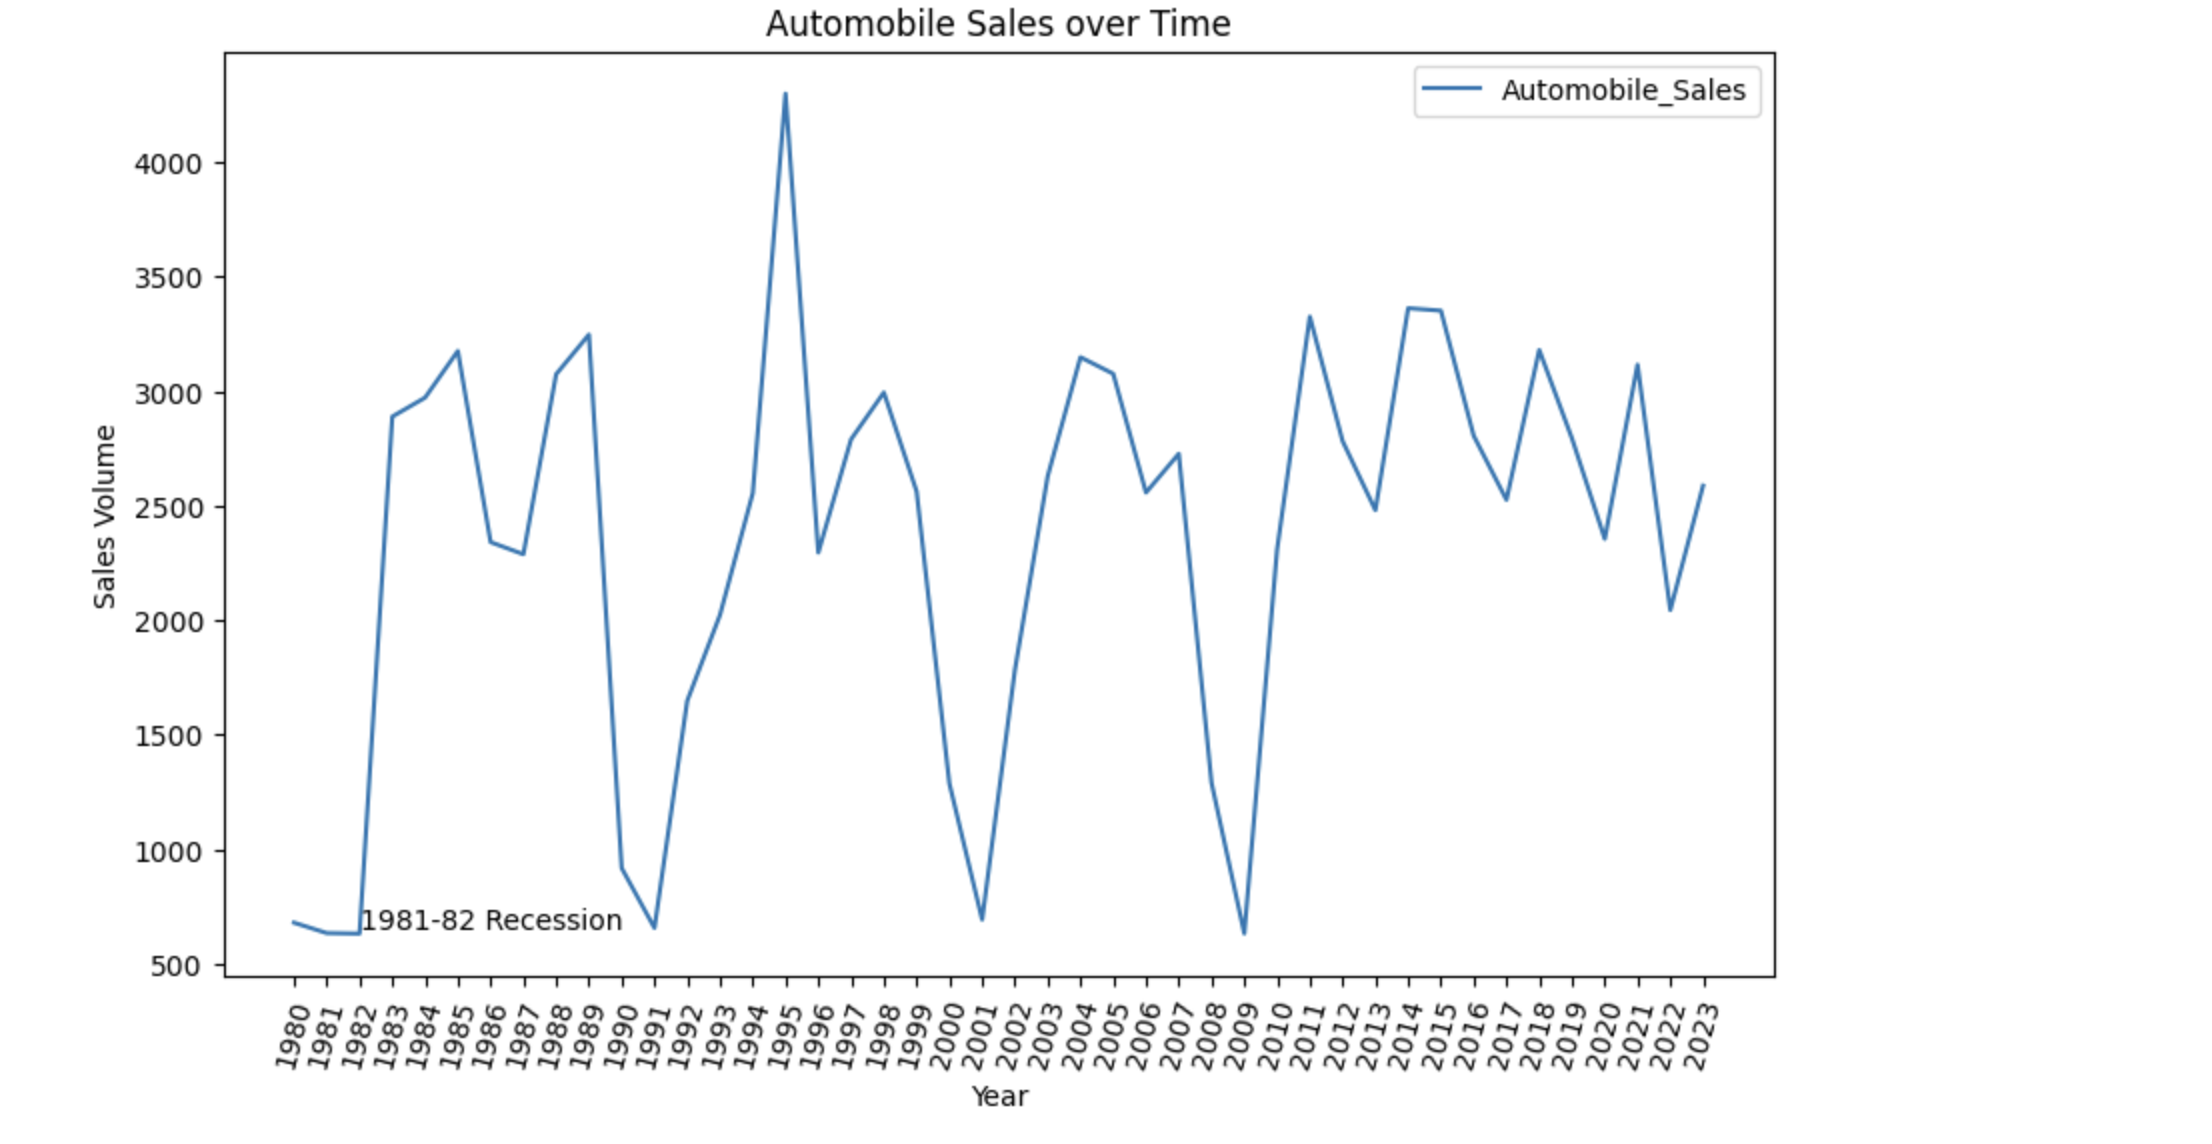 Automobile Sales over Time
Automobile_Sales
4000
3500
3000
2500
2000
1500
1000
500
Sales Volume
1981-82 Recession
1980 1981 1982 1983 1984 1985 1986 1987 1988 1989 1990 1991 1992 1993 1994 1995 1996 1997 1998 1999 2000 2001 2002 2003 2004 2005 2006 2007 2008 2009 2010 2011 2012 2013 2014 2015 2016 2017 2018 2019 2020 2021 2022 2023
Year